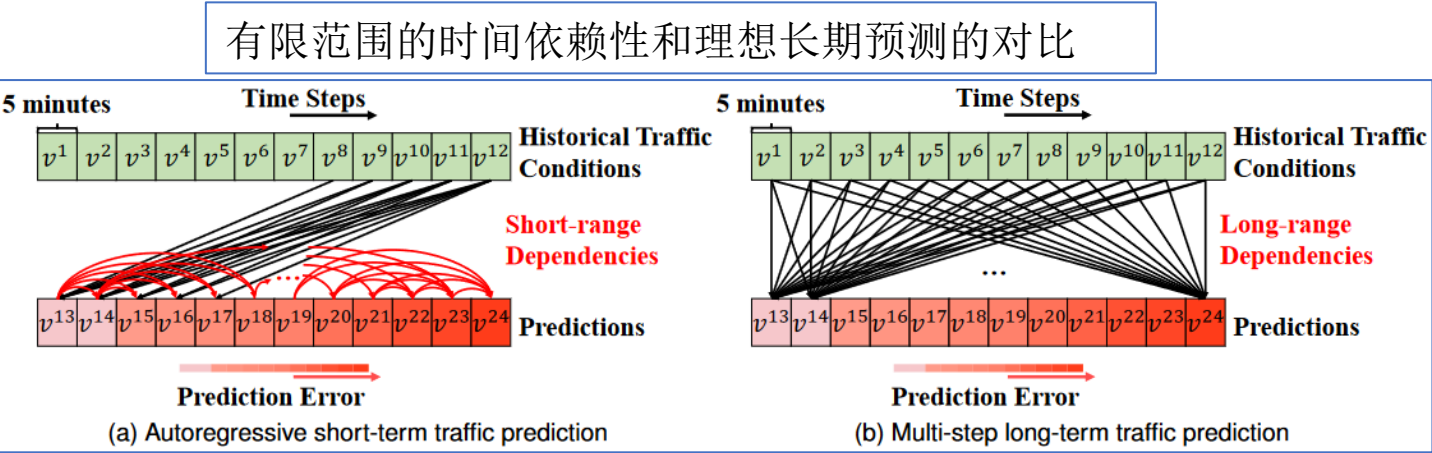 有限范围的时间依赖性和理想长期预测的对比
5 minutes
Time Steps
v¹ v² v³ v⁴ v⁵ v⁶ v⁷ v⁸ v⁹ v¹⁰ v¹¹ v¹²
Historical Traffic
Conditions
Short-range
Dependencies
...
v¹³ v¹⁴ v¹⁵ v¹⁶ v¹⁷ v¹⁸ v¹⁹ v²⁰ v²¹ v²² v²³ v²⁴
Predictions
Prediction Error
(a) Autoregressive short-term traffic prediction
5 minutes
Time Steps
v¹ v² v³ v⁴ v⁵ v⁶ v⁷ v⁸ v⁹ v¹⁰ v¹¹ v¹²
Historical Traffic
Conditions
Long-range
Dependencies
...
v¹³ v¹⁴ v¹⁵ v¹⁶ v¹⁷ v¹⁸ v¹⁹ v²⁰ v²¹ v²² v²³ v²⁴
Predictions
Prediction Error
(b) Multi-step long-term traffic prediction